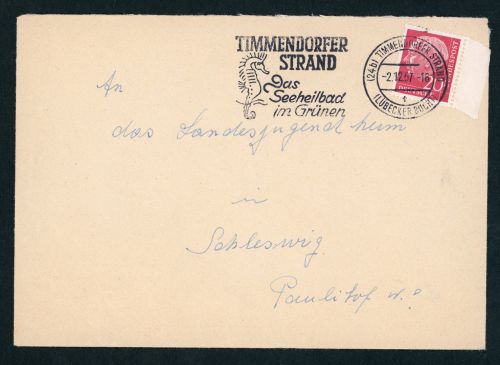 TIMMENDORFER
STRAND
Das
Seeheilbad
im Grünen
(24b) TIMMENDORFER STRAND
-2.12.57.-18
(LÜBECKER BUCHT)
DEUTSCHE BUNDESPOST
20
An
das Landesjugendheim
in
Schleswig
Paulihof